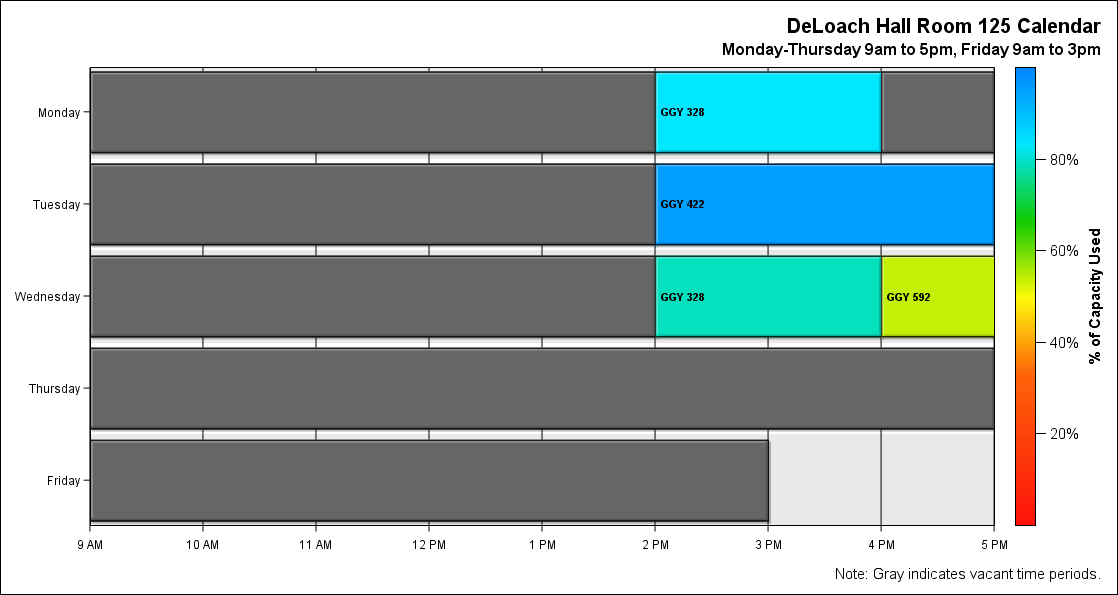 DeLoach Hall Room 125 Calendar
Monday-Thursday 9am to 5pm, Friday 9am to 3pm
Monday
GGY 328
Tuesday
GGY 422
Wednesday
GGY 328
GGY 592
Thursday
Friday
9 AM
10 AM
11 AM
12 PM
1 PM
2 PM
3 PM
4 PM
5 PM
80%
60%
40%
20%
% of Capacity Used
Note: Gray indicates vacant time periods.